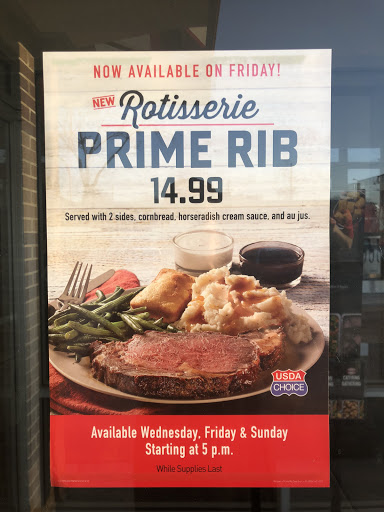 NOW AVAILABLE ON FRIDAY!
NEW Rotisserie
PRIME RIB
14.99
Served with 2 sides, cornbread, horseradish cream sauce, and au jus.
USDA
CHOICE
Available Wednesday, Friday & Sunday
Starting at 5 p.m.
While Supplies Last